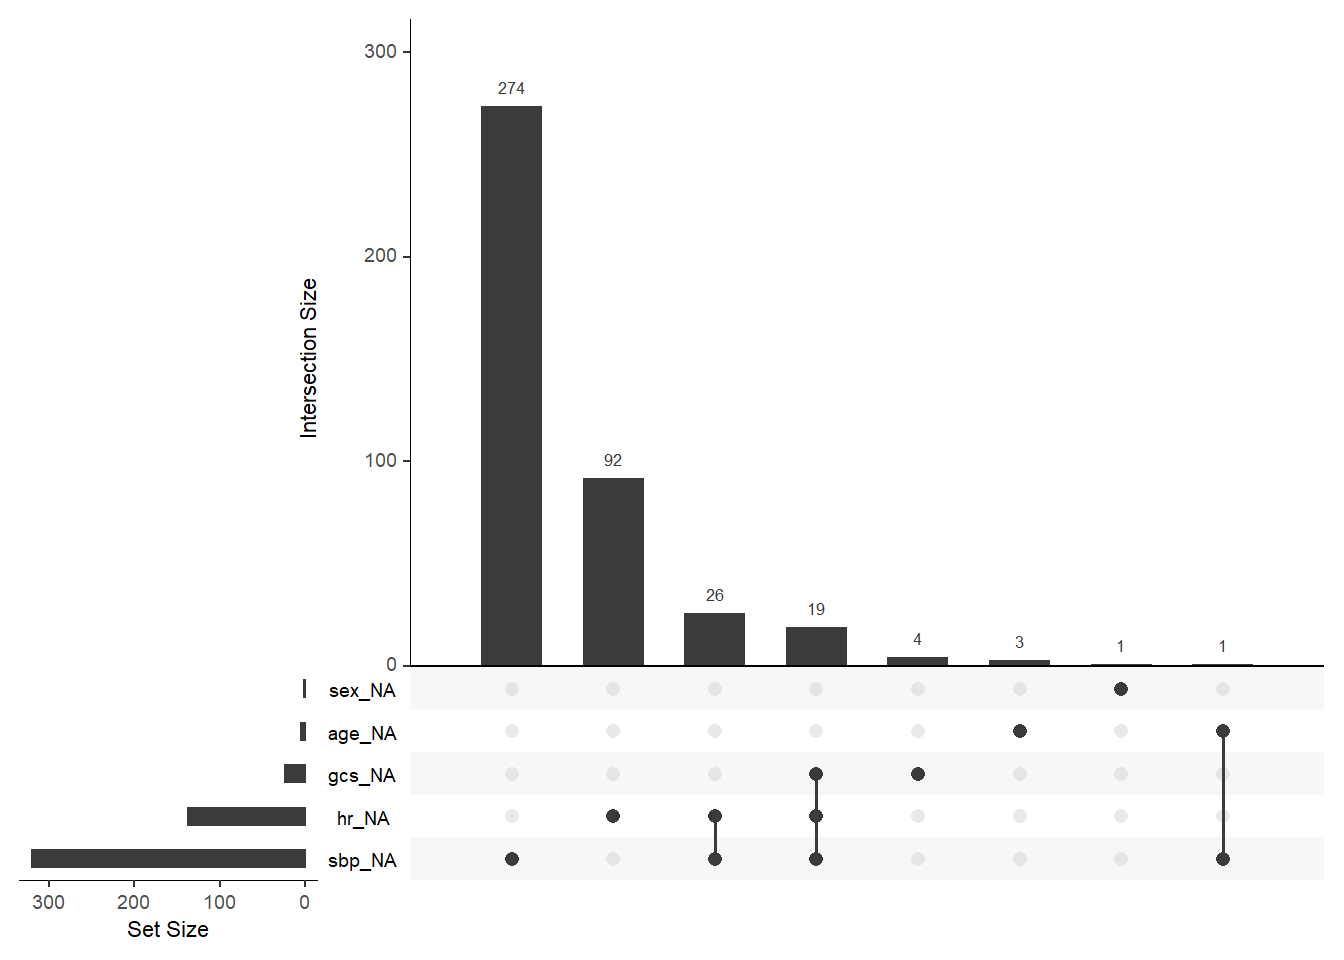 300
274
200
Intersection Size
100
92
26
19
4
3
1
1
0
sex_NA
age_NA
gcs_NA
hr_NA
sbp_NA
300 200 100 0
Set Size